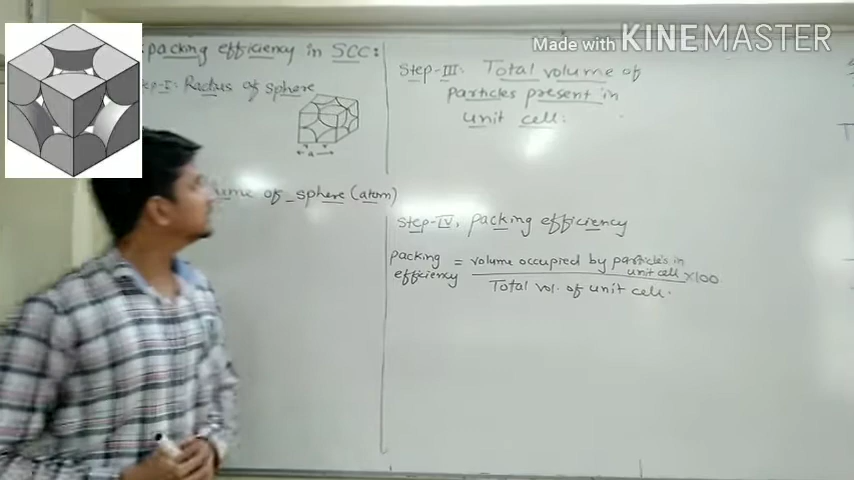 Made with KINEMASTER
packing efficiency in SCC:
Radius of sphere
a
of sphere (atom)
Step-III: Total volume of
particles present in
unit cell:
Step-IV: packing efficiency
packing efficiency = volume occupied by particles in unit cell ×100
Total vol. of unit cell.